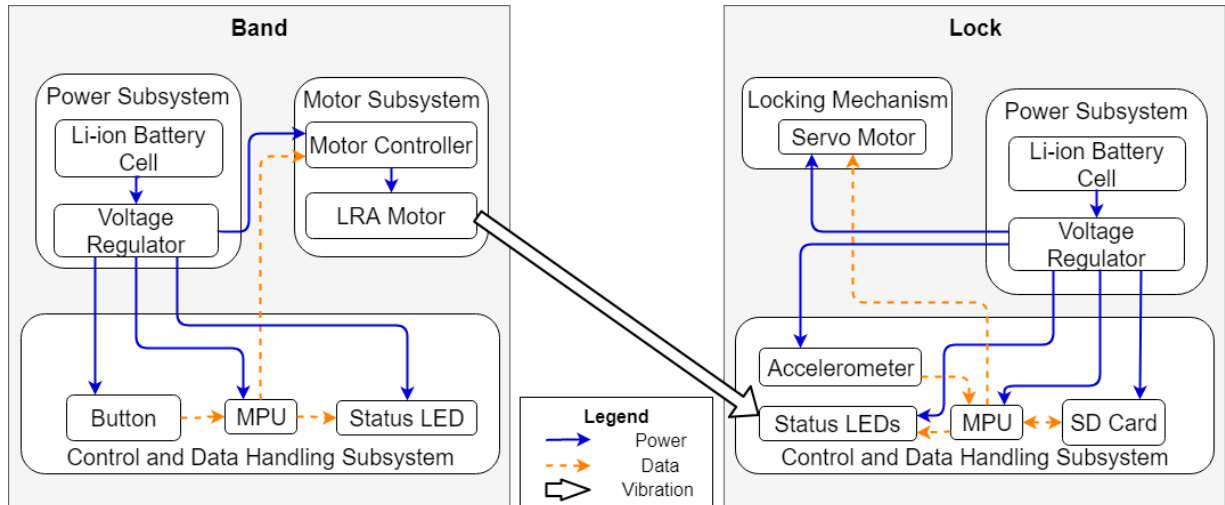 Band
Power Subsystem
Li-ion Battery
Cell
Voltage
Regulator
Motor Subsystem
Motor Controller
LRA Motor
Button
MPU
Status LED
Control and Data Handling Subsystem
Legend
Power
Data
Vibration
Lock
Locking Mechanism
Servo Motor
Power Subsystem
Li-ion Battery
Cell
Voltage
Regulator
Accelerometer
Status LEDs
MPU
SD Card
Control and Data Handling Subsystem